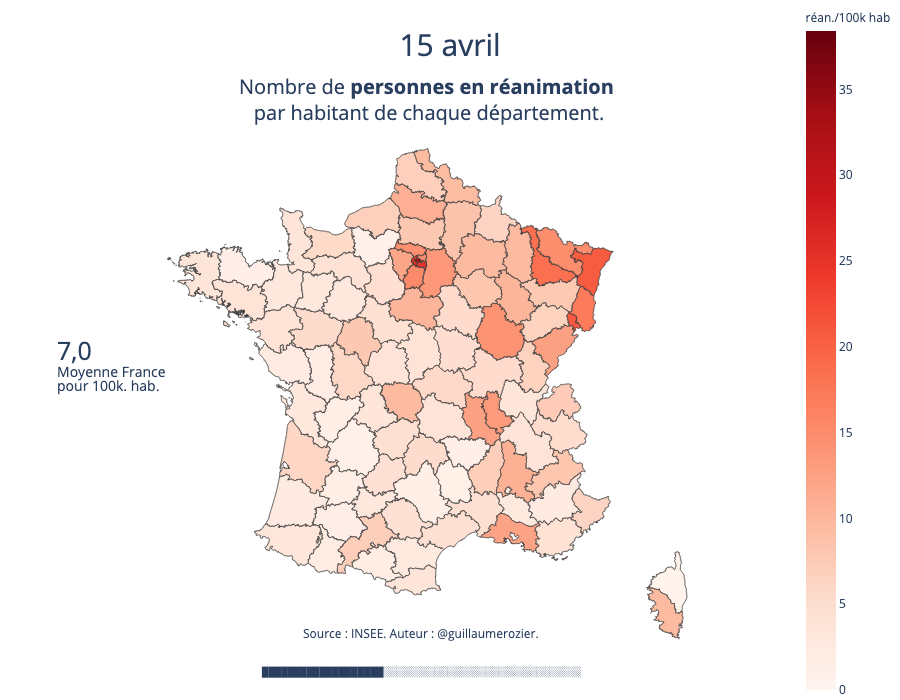 réan./100k hab
15 avril
Nombre de personnes en réanimation
par habitant de chaque département.
35
30
25
20
15
10
5
0
7,0
Moyenne France
pour 100k. hab.
Source : INSEE. Auteur : @guillaumerozier.